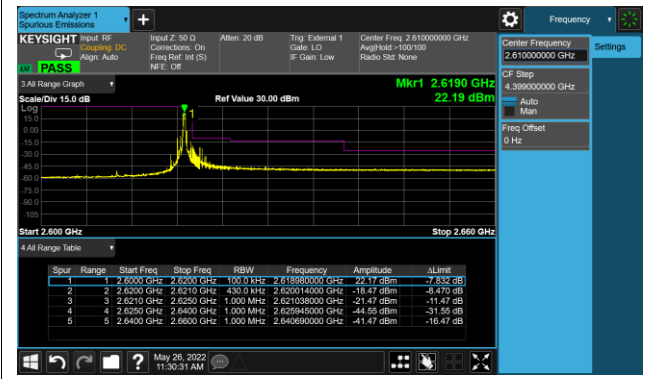 Spectrum Analyzer 1
Spurious Emissions
Frequency
KEYSIGHT
Input: RF
Coupling: DC
Align: Auto
Input Z: 50 Ω
Corrections: On
Freq Ref: Int (S)
NFE: Off
Atten: 20 dB
Trig: External 1
Gate: LO
IF Gain: Low
Center Freq: 2.610000000 GHz
Avg|Hold:>100/100
Radio Std: None
PASS
Center Frequency
2.610000000 GHz
Settings
CF Step
4.399000000 GHz
Auto
Man
Freq Offset
0 Hz
3 All Range Graph
Mkr1 2.6190 GHz
22.19 dBm
Scale/Div 15.0 dB
Ref Value 30.00 dBm
Log
1
15.0
0.00
-15.0
-30.0
-45.0
-60.0
-75.0
-90.0
-105
Start 2.600 GHz
Stop 2.660 GHz
4 All Range Table
Spur Range Start Freq Stop Freq RBW Frequency Amplitude ΔLimit
1 1 2.6000 GHz 2.6200 GHz 100.0 kHz 2.618980000 GHz 22.17 dBm -7.832 dB
2 2 2.6200 GHz 2.6210 GHz 430.0 kHz 2.620014000 GHz -18.47 dBm -8.470 dB
3 3 2.6210 GHz 2.6250 GHz 1.000 MHz 2.621038000 GHz -21.47 dBm -11.47 dB
4 4 2.6250 GHz 2.6400 GHz 1.000 MHz 2.625945000 GHz -44.55 dBm -31.55 dB
5 5 2.6400 GHz 2.6600 GHz 1.000 MHz 2.640690000 GHz -41.47 dBm -16.47 dB
May 26, 2022
11:30:31 AM